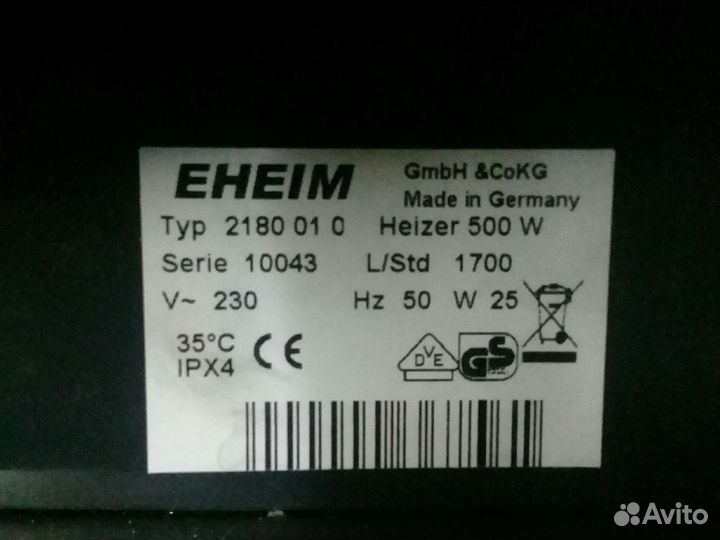 EHEIM GmbH &CoKG
Made in Germany
Typ 2180 01 0 Heizer 500 W
Serie 10043 L/Std 1700
V~ 230 Hz 50 W 25
35°C CE
IPX4
DVE GS
Avito